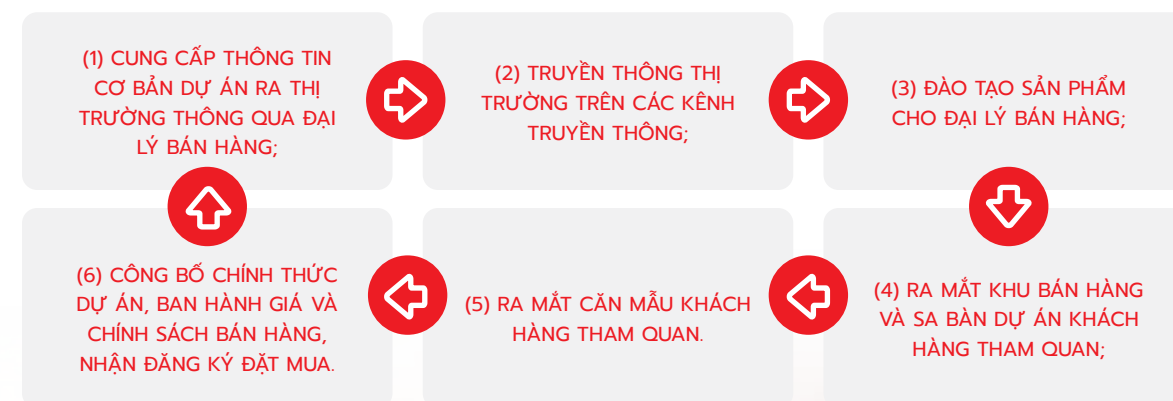 (1) CUNG CẤP THÔNG TIN
CƠ BẢN DỰ ÁN RA THỊ
TRƯỜNG THÔNG QUA ĐẠI
LÝ BÁN HÀNG;
(2) TRUYỀN THÔNG THỊ
TRƯỜNG TRÊN CÁC KÊNH
TRUYỀN THÔNG;
(3) ĐÀO TẠO SẢN PHẨM
CHO ĐẠI LÝ BÁN HÀNG;
(4) RA MẮT KHU BÁN HÀNG
VÀ SA BÀN DỰ ÁN KHÁCH
HÀNG THAM QUAN;
(5) RA MẮT CĂN MẪU KHÁCH
HÀNG THAM QUAN.
(6) CÔNG BỐ CHÍNH THỨC
DỰ ÁN, BAN HÀNH GIÁ VÀ
CHÍNH SÁCH BÁN HÀNG,
NHẬN ĐĂNG KÝ ĐẶT MUA.